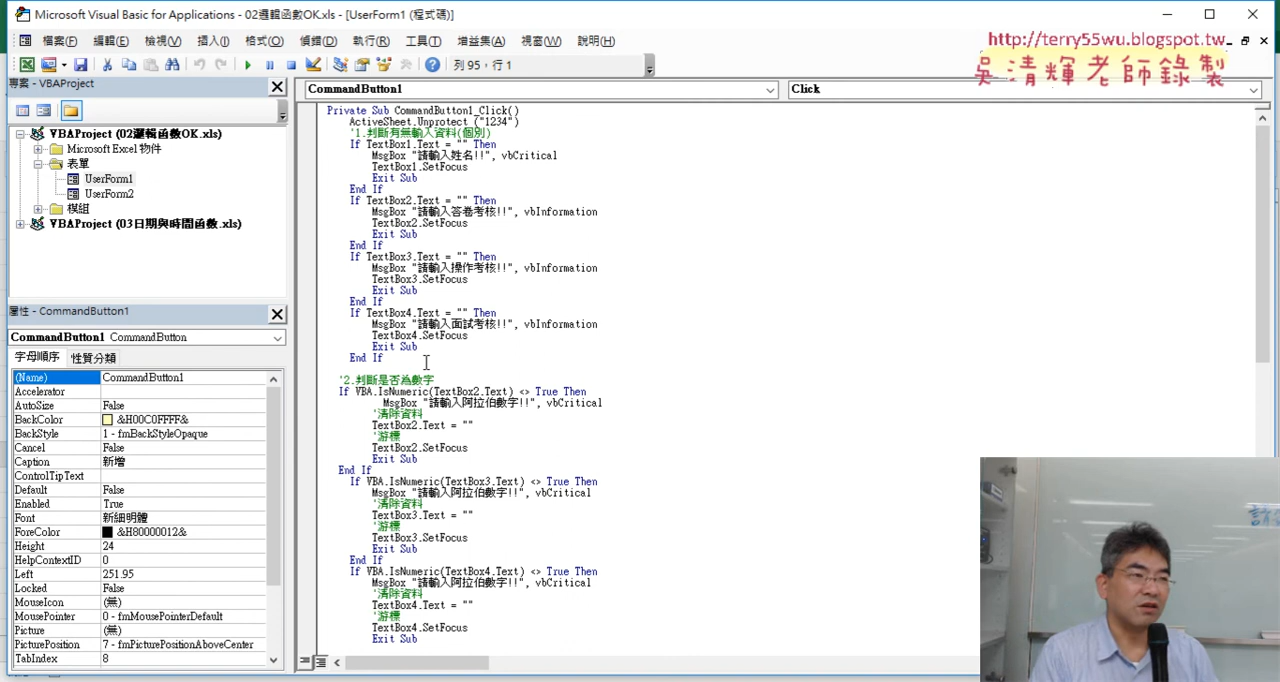 Microsoft Visual Basic for Applications - 02邏輯函數OK.xls - [UserForm1 (程式碼)]
檔案(F) 編輯(E) 檢視(V) 插入(I) 格式(O) 偵錯(D) 執行(R) 工具(T) 增益集(A) 視窗(W) 說明(H)
http://terry55wu.blogspot.tw
吳清輝老師錄製
列 95，行 1
專案 - VBAProject
VBAProject (02邏輯函數OK.xls)
Microsoft Excel 物件
表單
UserForm1
UserForm2
模組
VBAProject (03日期與時間函數.xls)
屬性 - CommandButton1
CommandButton1 CommandButton
字母順序 性質分類
(Name) CommandButton1
Accelerator
AutoSize False
BackColor &H00C0FFFF&
BackStyle 1 - fmBackStyleOpaque
Cancel False
Caption 新增
ControlTipText
Default False
Enabled True
Font 新細明體
ForeColor &H80000012&
Height 24
HelpContextID 0
Left 251.95
Locked False
MouseIcon (無)
MousePointer 0 - fmMousePointerDefault
Picture (無)
PicturePosition 7 - fmPicturePositionAboveCenter
TabIndex 8
CommandButton1 Click
Private Sub CommandButton1_Click()
ActiveSheet.Unprotect ("1234")
'1.判斷有無輸入資料(個別)
If TextBox1.Text = "" Then
MsgBox "請輸入姓名!!", vbCritical
TextBox1.SetFocus
Exit Sub
End If
If TextBox2.Text = "" Then
MsgBox "請輸入答卷考核!!", vbInformation
TextBox2.SetFocus
Exit Sub
End If
If TextBox3.Text = "" Then
MsgBox "請輸入操作考核!!", vbInformation
TextBox3.SetFocus
Exit Sub
End If
If TextBox4.Text = "" Then
MsgBox "請輸入面試考核!!", vbInformation
TextBox4.SetFocus
Exit Sub
End If
'2.判斷是否為數字
If VBA.IsNumeric(TextBox2.Text) <> True Then
MsgBox "請輸入阿拉伯數字!!", vbCritical
'清除資料
TextBox2.Text = ""
'游標
TextBox2.SetFocus
Exit Sub
End If
If VBA.IsNumeric(TextBox3.Text) <> True Then
MsgBox "請輸入阿拉伯數字!!", vbCritical
'清除資料
TextBox3.Text = ""
'游標
TextBox3.SetFocus
Exit Sub
End If
If VBA.IsNumeric(TextBox4.Text) <> True Then
MsgBox "請輸入阿拉伯數字!!", vbCritical
'清除資料
TextBox4.Text = ""
'游標
TextBox4.SetFocus
Exit Sub